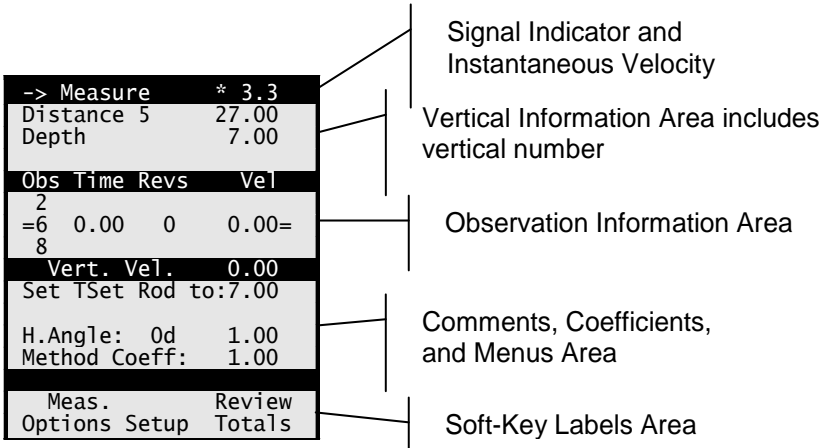 -> Measure * 3.3
Distance 5 27.00
Depth 7.00
Obs Time Revs Vel
2
=6 0.00 0 0.00=
8
Vert. Vel. 0.00
Set TSet Rod to:7.00
H.Angle: 0d 1.00
Method Coeff: 1.00
Meas. Review
Options Setup Totals
Signal Indicator and
Instantaneous Velocity
Vertical Information Area includes
vertical number
Observation Information Area
Comments, Coefficients,
and Menus Area
Soft-Key Labels Area